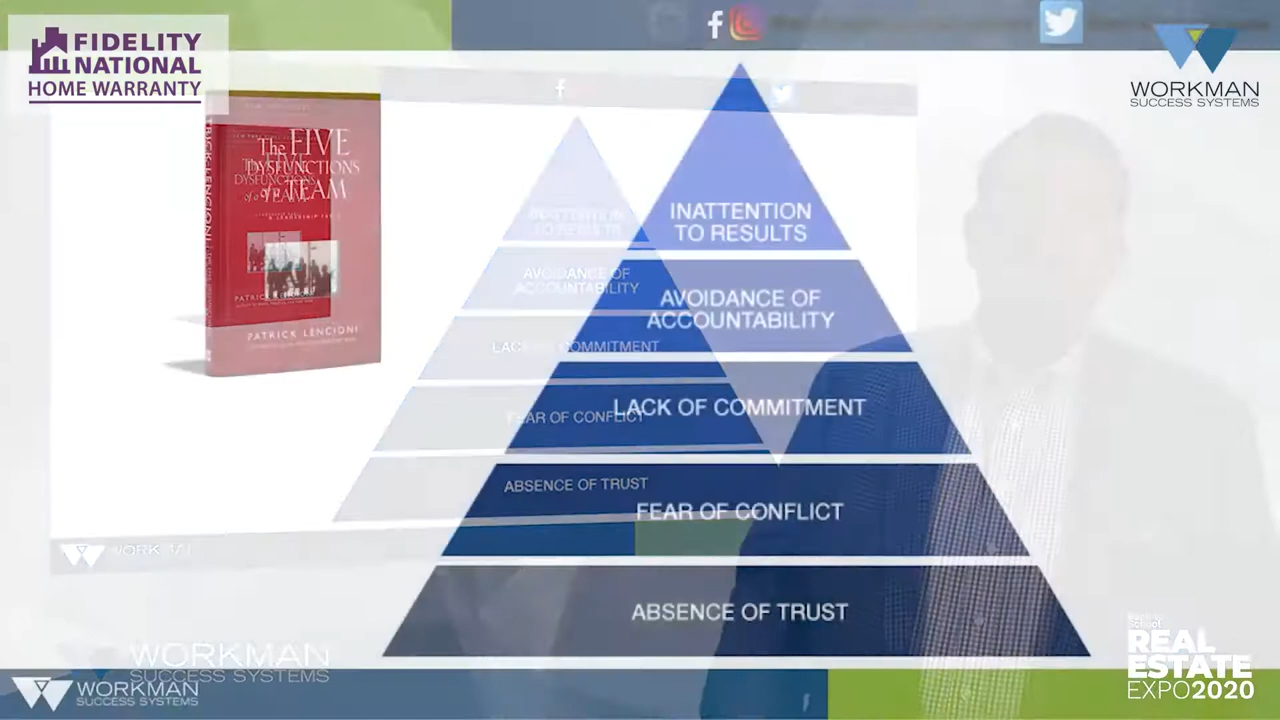 FIDELITY
NATIONAL
HOME WARRANTY
WORKMAN
SUCCESS SYSTEMS
The FIVE
DYSFUNCTIONS
of a TEAM
A LEADERSHIP
PATRICK LENCIONI
INATTENTION
TO RESULTS
AVOIDANCE OF
ACCOUNTABILITY
LACK OF COMMITMENT
FEAR OF CONFLICT
ABSENCE OF TRUST
AVOIDANCE OF
ACCOUNTABILITY
COMMITMENT
FEAR OF CONFLICT
ABSENCE OF TRUST
WORKMAN
SUCCESS SYSTEMS
WORKMAN
SUCCESS SYSTEMS
REAL
ESTATE
EXPO2020